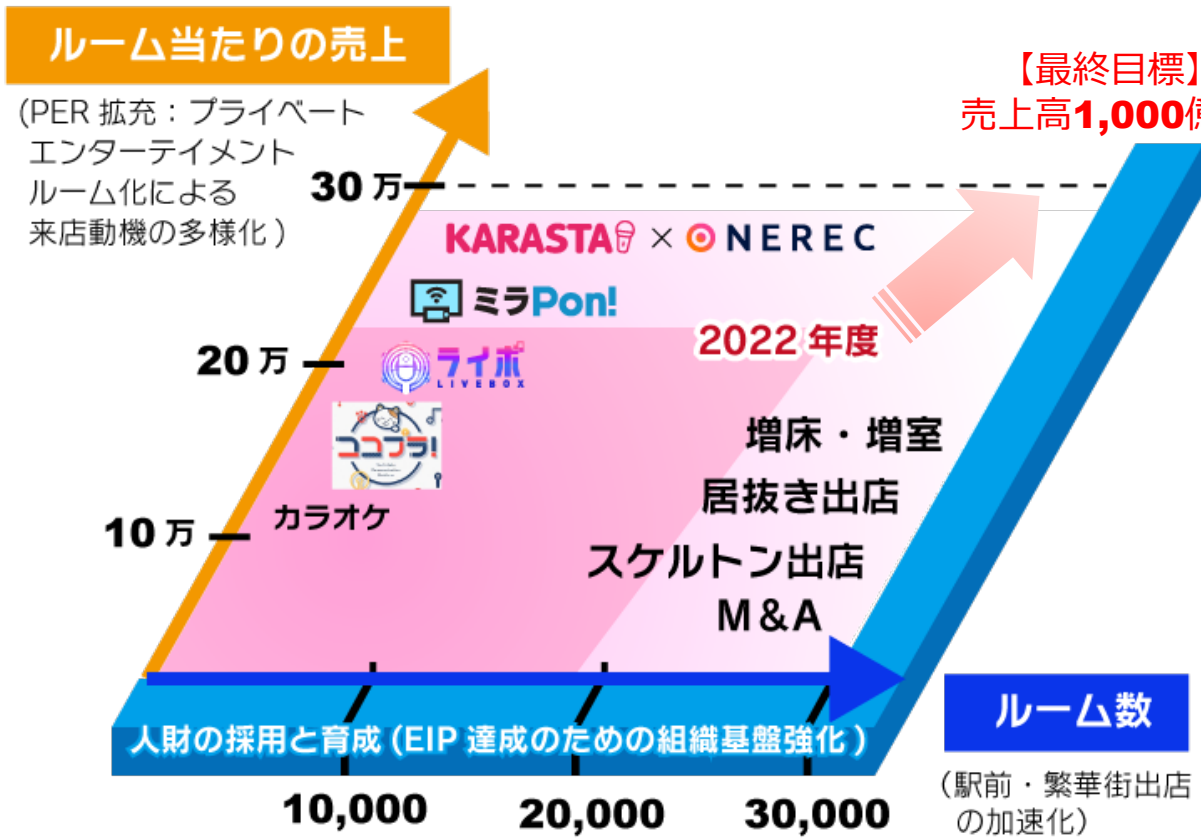 ルーム当たりの売上
(PER 拡充：プライベート
エンターテイメント
ルーム化による
来店動機の多様化 )
【最終目標】
売上高1,000億
30 万
KARASTA × ONEREC
ミラPon!
2022 年度
20 万
ライボ
LIVEBOX
ココプラ!
増床・増室
居抜き出店
10 万
カラオケ
スケルトン出店
M&A
人財の採用と育成 (EIP 達成のための組織基盤強化 )
ルーム数
(駅前・繁華街出店
の加速化)
10,000
20,000
30,000